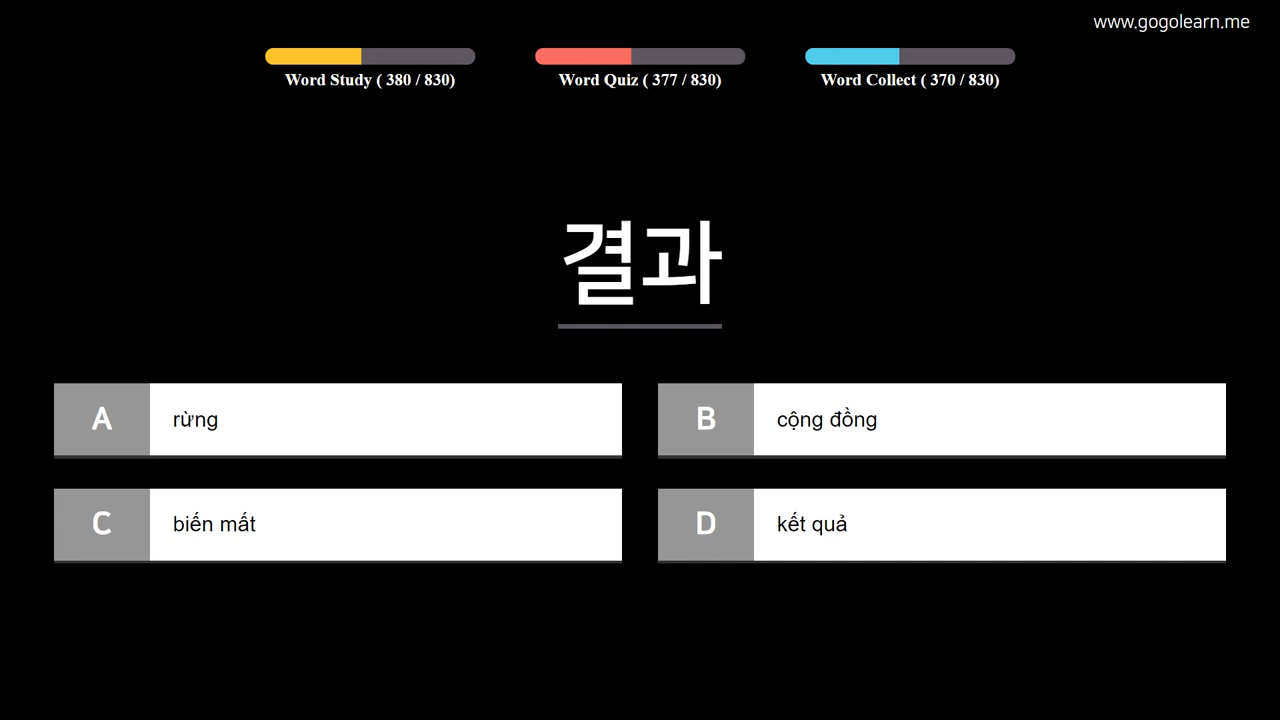 www.gogolearn.me
Word Study ( 380 / 830)
Word Quiz ( 377 / 830)
Word Collect ( 370 / 830)
결과
A rừng
B cộng đồng
C biến mất
D kết quả